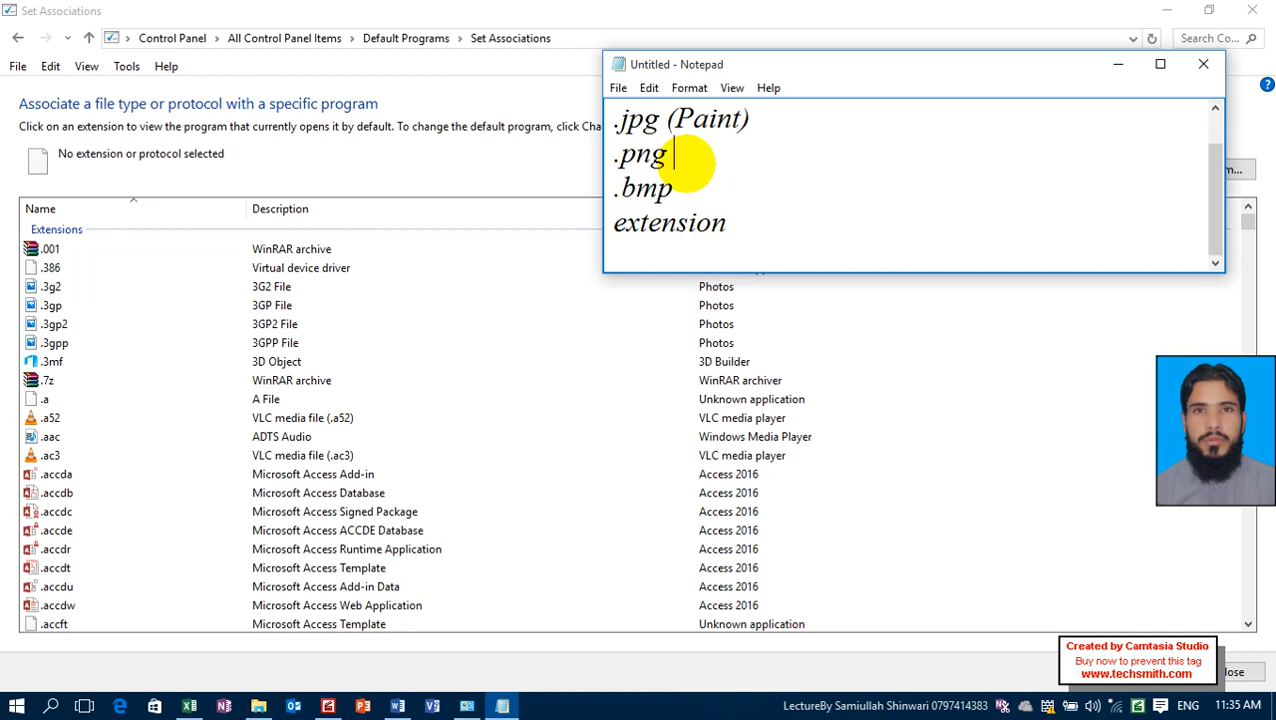 Set Associations
Control Panel > All Control Panel Items > Default Programs > Set Associations
Search Co...
File Edit View Tools Help
Untitled - Notepad
File Edit Format View Help
.jpg (Paint)
.png
.bmp
extension
Associate a file type or protocol with a specific program
Click on an extension to view the program that currently opens it by default. To change the default program, click Cha
No extension or protocol selected
m...
Name Description
Extensions
.001 WinRAR archive
.386 Virtual device driver
.3g2 3G2 File Photos
.3gp 3GP File Photos
.3gp2 3GP2 File Photos
.3gpp 3GPP File Photos
.3mf 3D Object 3D Builder
.7z WinRAR archive WinRAR archiver
.a A File Unknown application
.a52 VLC media file (.a52) VLC media player
.aac ADTS Audio Windows Media Player
.ac3 VLC media file (.ac3) VLC media player
.accda Microsoft Access Add-in Access 2016
.accdb Microsoft Access Database Access 2016
.accdc Microsoft Access Signed Package Access 2016
.accde Microsoft Access ACCDE Database Access 2016
.accdr Microsoft Access Runtime Application Access 2016
.accdt Microsoft Access Template Access 2016
.accdu Microsoft Access Add-in Data Access 2016
.accdw Microsoft Access Web Application Access 2016
.accft Microsoft Access Template Unknown application
Created by Camtasia Studio
Buy now to prevent this tag
www.techsmith.com
lose
LectureBy Samiullah Shinwari 0797414383
ENG 11:35 AM